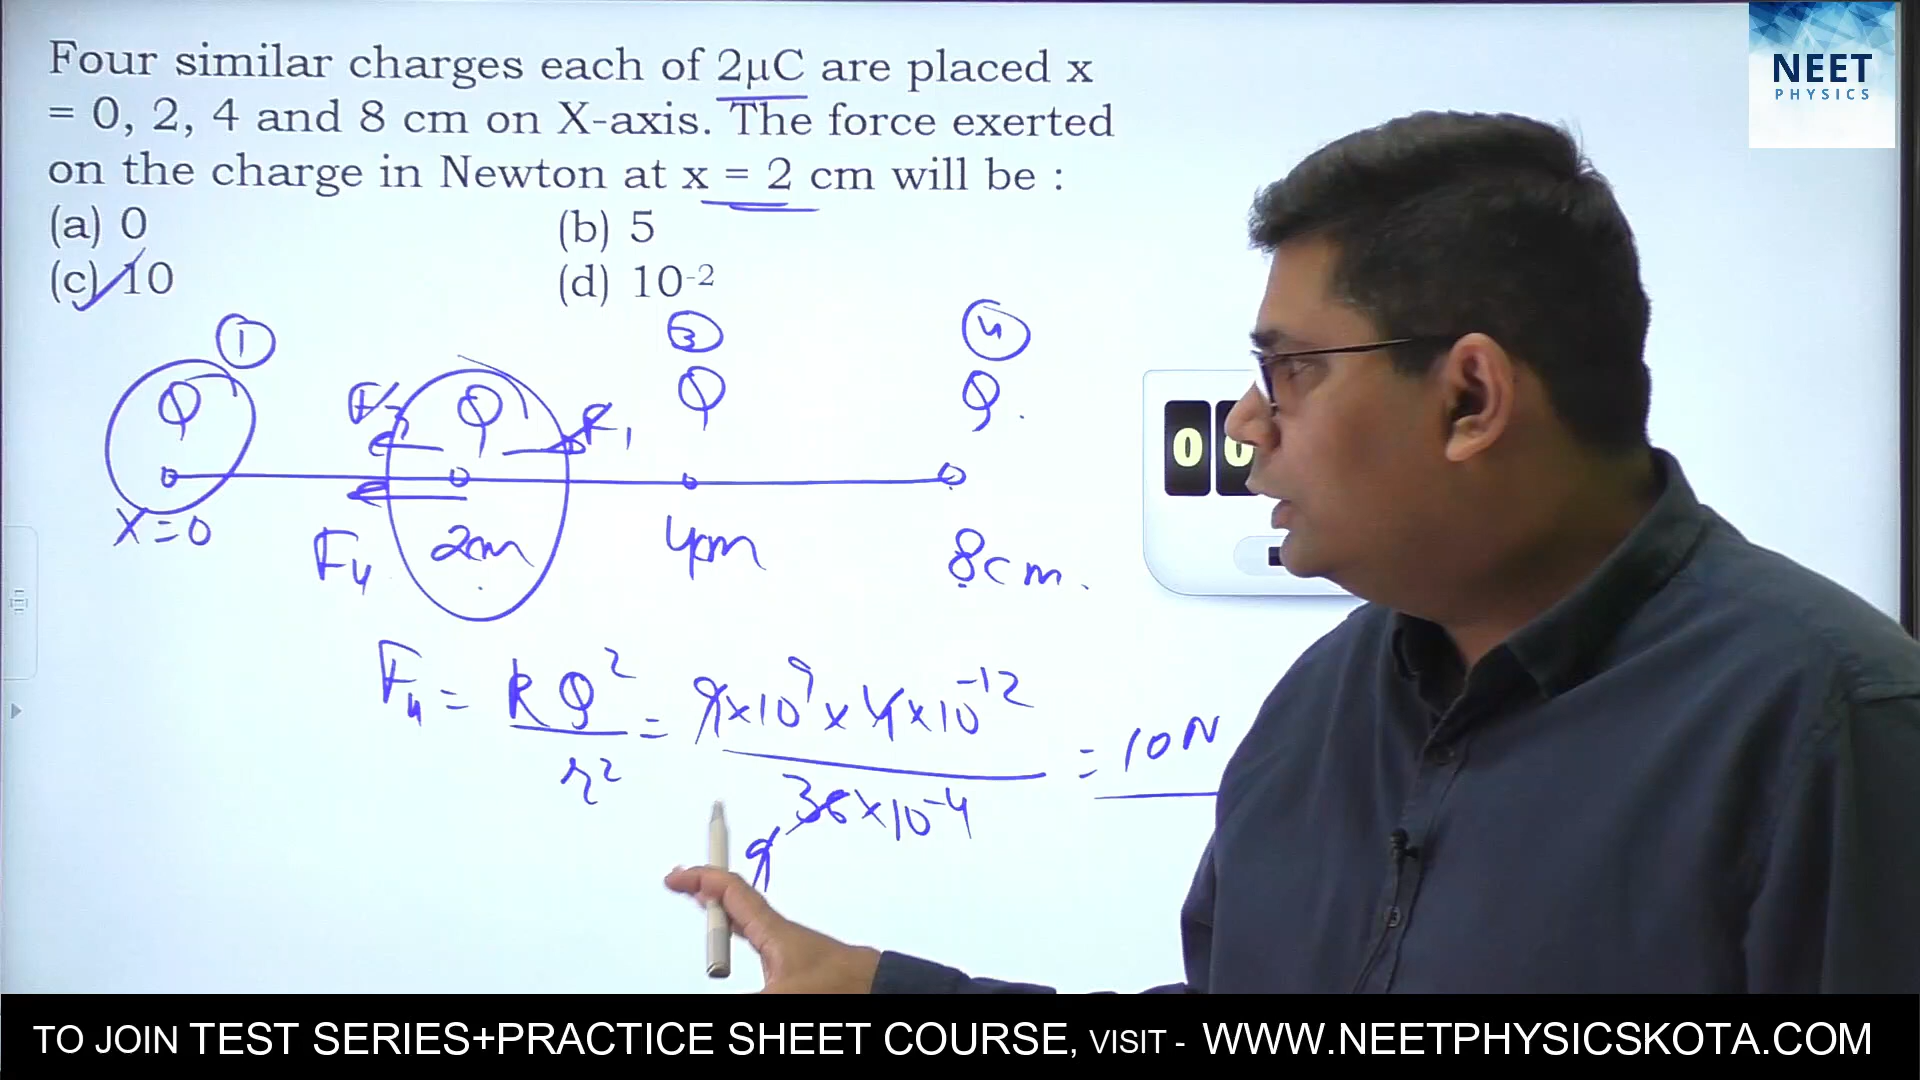 NEET
PHYSICS
Four similar charges each of 2μC are placed x
= 0, 2, 4 and 8 cm on X-axis. The force exerted
on the charge in Newton at x = 2 cm will be :
(a) 0 (b) 5
(c) 10 (d) 10⁻²
1 3 4
Q Q Q Q
F₃ F₁
X=0 F₄ 2cm 4cm 8cm.
F₄ = kQ² / r² = 9×10⁹ × 4×10⁻¹² / 36×10⁻⁴ = 10N
9
0 0
TO JOIN TEST SERIES+PRACTICE SHEET COURSE, VISIT - WWW.NEETPHYSICSKOTA.COM